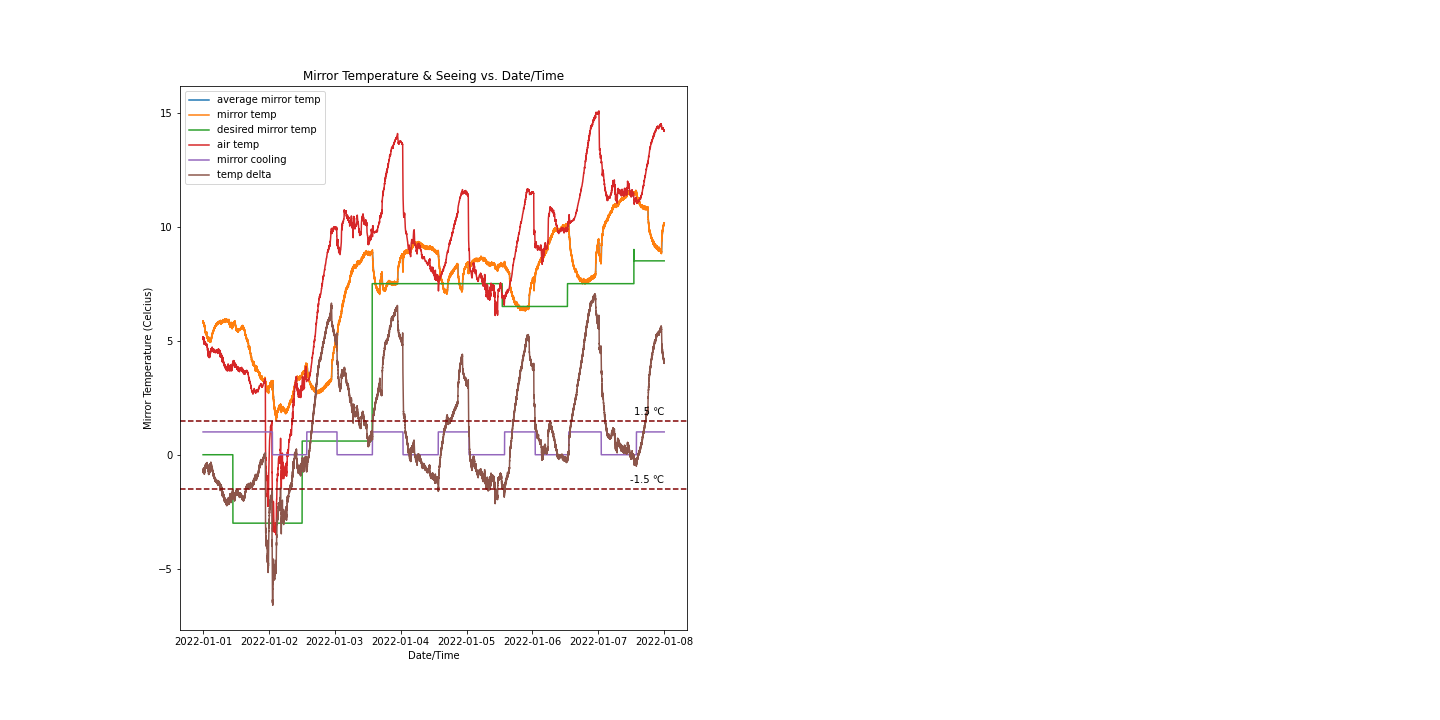 Mirror Temperature & Seeing vs. Date/Time
average mirror temp
mirror temp
desired mirror temp
air temp
mirror cooling
temp delta
15
10
5
0
−5
Mirror Temperature (Celcius)
1.5 °C
-1.5 °C
2022-01-01 2022-01-02 2022-01-03 2022-01-04 2022-01-05 2022-01-06 2022-01-07 2022-01-08
Date/Time